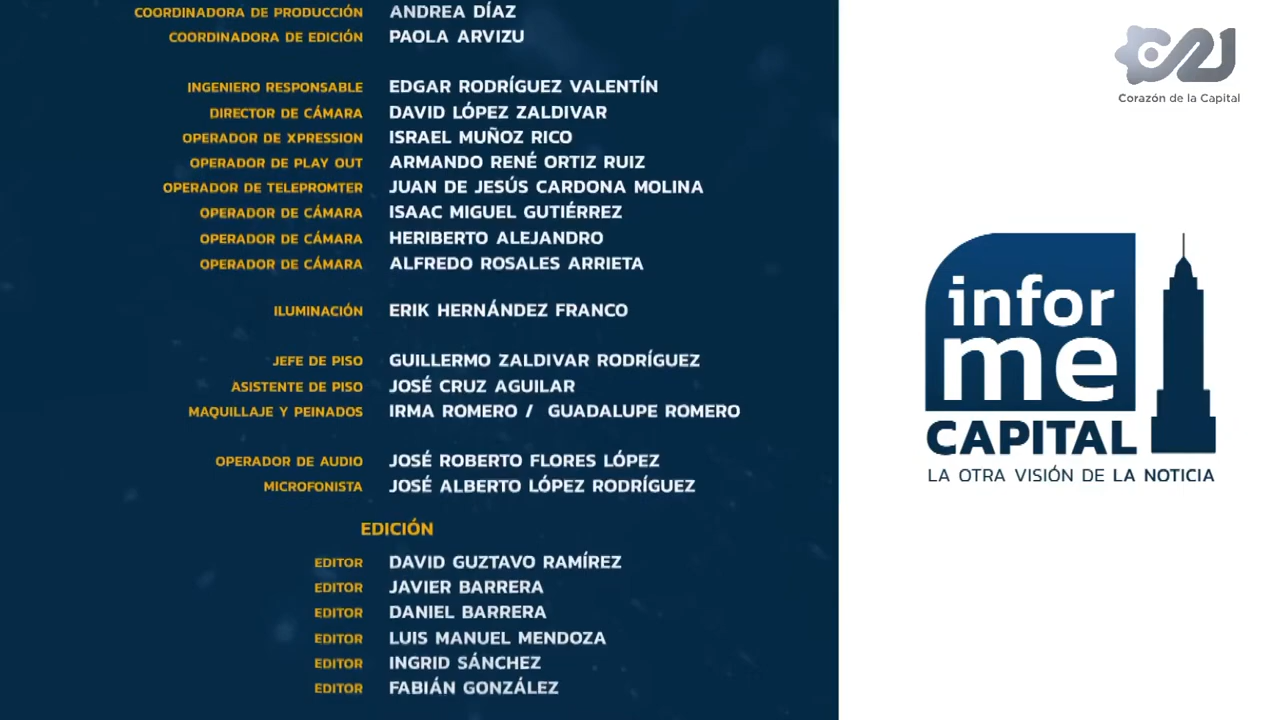 COORDINADORA DE PRODUCCIÓN ANDREA DÍAZ
COORDINADORA DE EDICIÓN PAOLA ARVIZU
INGENIERO RESPONSABLE EDGAR RODRÍGUEZ VALENTÍN
DIRECTOR DE CÁMARA DAVID LÓPEZ ZALDIVAR
OPERADOR DE XPRESSION ISRAEL MUÑOZ RICO
OPERADOR DE PLAY OUT ARMANDO RENÉ ORTIZ RUIZ
OPERADOR DE TELEPROMTER JUAN DE JESÚS CARDONA MOLINA
OPERADOR DE CÁMARA ISAAC MIGUEL GUTIÉRREZ
OPERADOR DE CÁMARA HERIBERTO ALEJANDRO
OPERADOR DE CÁMARA ALFREDO ROSALES ARRIETA
ILUMINACIÓN ERIK HERNÁNDEZ FRANCO
JEFE DE PISO GUILLERMO ZALDIVAR RODRÍGUEZ
ASISTENTE DE PISO JOSÉ CRUZ AGUILAR
MAQUILLAJE Y PEINADOS IRMA ROMERO / GUADALUPE ROMERO
OPERADOR DE AUDIO JOSÉ ROBERTO FLORES LÓPEZ
MICROFONISTA JOSÉ ALBERTO LÓPEZ RODRÍGUEZ
EDICIÓN
EDITOR DAVID GUZTAVO RAMÍREZ
EDITOR JAVIER BARRERA
EDITOR DANIEL BARRERA
EDITOR LUIS MANUEL MENDOZA
EDITOR INGRID SÁNCHEZ
EDITOR FABIÁN GONZÁLEZ
C21
Corazón de la Capital
infor
me
CAPITAL
LA OTRA VISIÓN DE LA NOTICIA